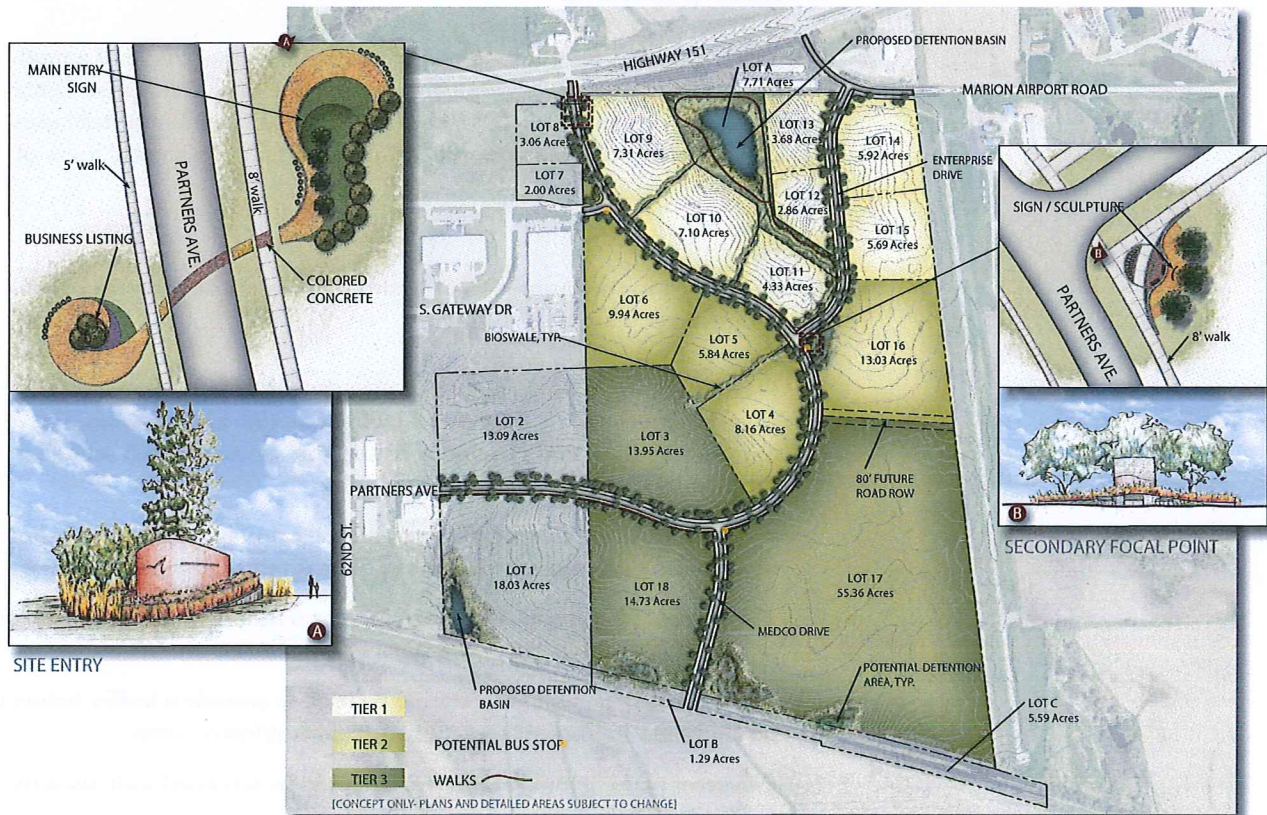 A
MAIN ENTRY
SIGN
5' walk
PARTNERS AVE.
8' walk
BUSINESS LISTING
COLORED
CONCRETE
A
SITE ENTRY
HIGHWAY 151
PROPOSED DETENTION BASIN
LOT A
7.71 Acres
MARION AIRPORT ROAD
LOT 8
3.06 Acres
LOT 9
7.31 Acres
LOT 13
3.68 Acres
LOT 14
5.92 Acres
ENTERPRISE
DRIVE
LOT 7
2.00 Acres
LOT 12
2.86 Acres
LOT 10
7.10 Acres
LOT 15
5.69 Acres
LOT 11
4.33 Acres
S. GATEWAY DR
LOT 6
9.94 Acres
BIOSWALE, TYP.
LOT 5
5.84 Acres
LOT 16
13.03 Acres
LOT 4
8.16 Acres
LOT 2
13.09 Acres
LOT 3
13.95 Acres
80' FUTURE
ROAD ROW
PARTNERS AVE
62ND ST.
LOT 1
18.03 Acres
LOT 18
14.73 Acres
LOT 17
55.36 Acres
MEDCO DRIVE
POTENTIAL DETENTION
AREA, TYP.
PROPOSED DETENTION
BASIN
LOT B
1.29 Acres
LOT C
5.59 Acres
SIGN / SCULPTURE
B
PARTNERS AVE.
8' walk
B
SECONDARY FOCAL POINT
TIER 1
TIER 2
POTENTIAL BUS STOP
TIER 3
WALKS
[CONCEPT ONLY- PLANS AND DETAILED AREAS SUBJECT TO CHANGE]